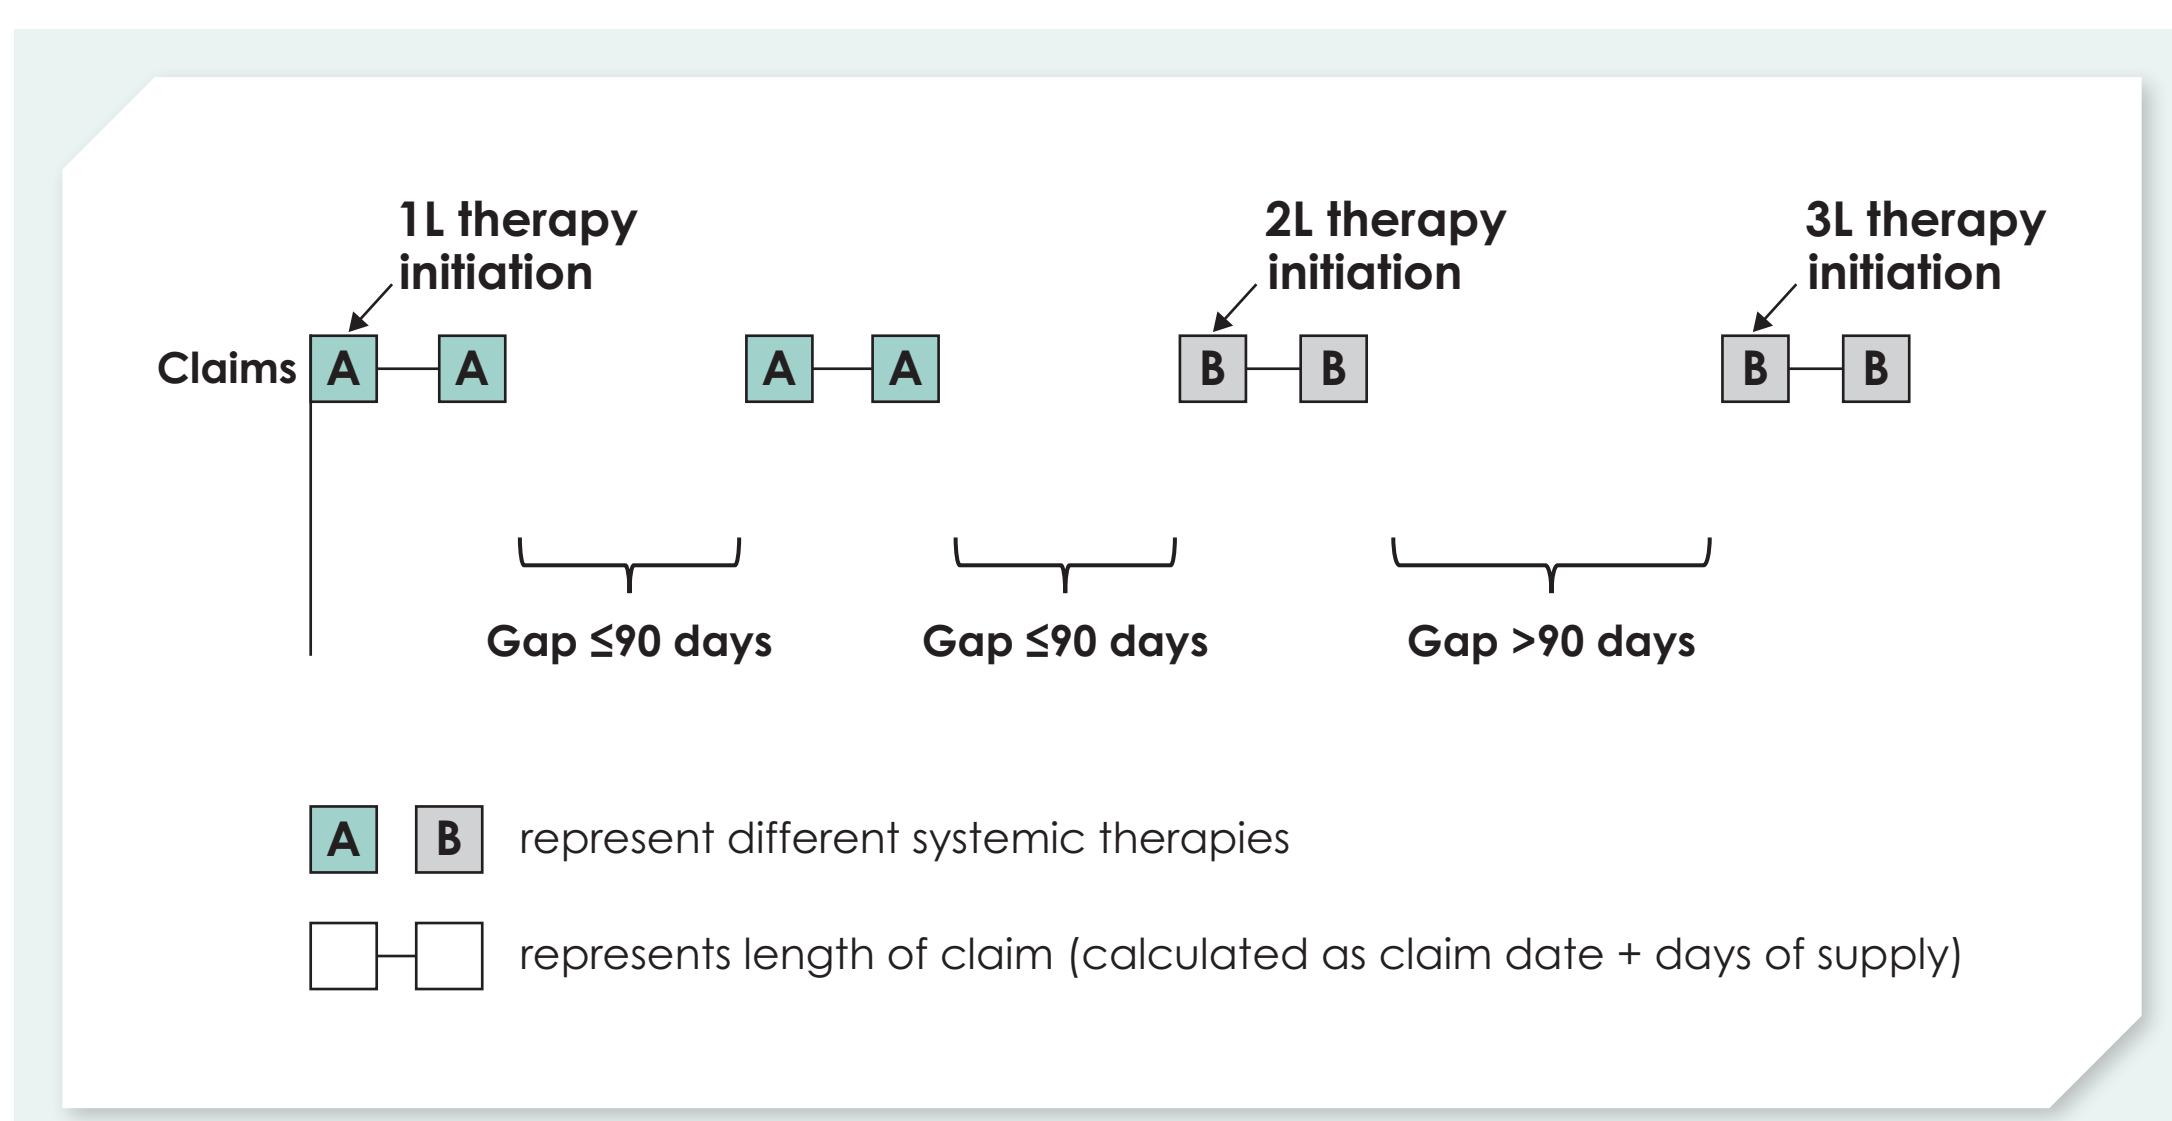 1L therapy
initiation
2L therapy
initiation
3L therapy
initiation
Claims A A A A B B B B
Gap ≤90 days Gap ≤90 days Gap >90 days
A B represent different systemic therapies
represents length of claim (calculated as claim date + days of supply)